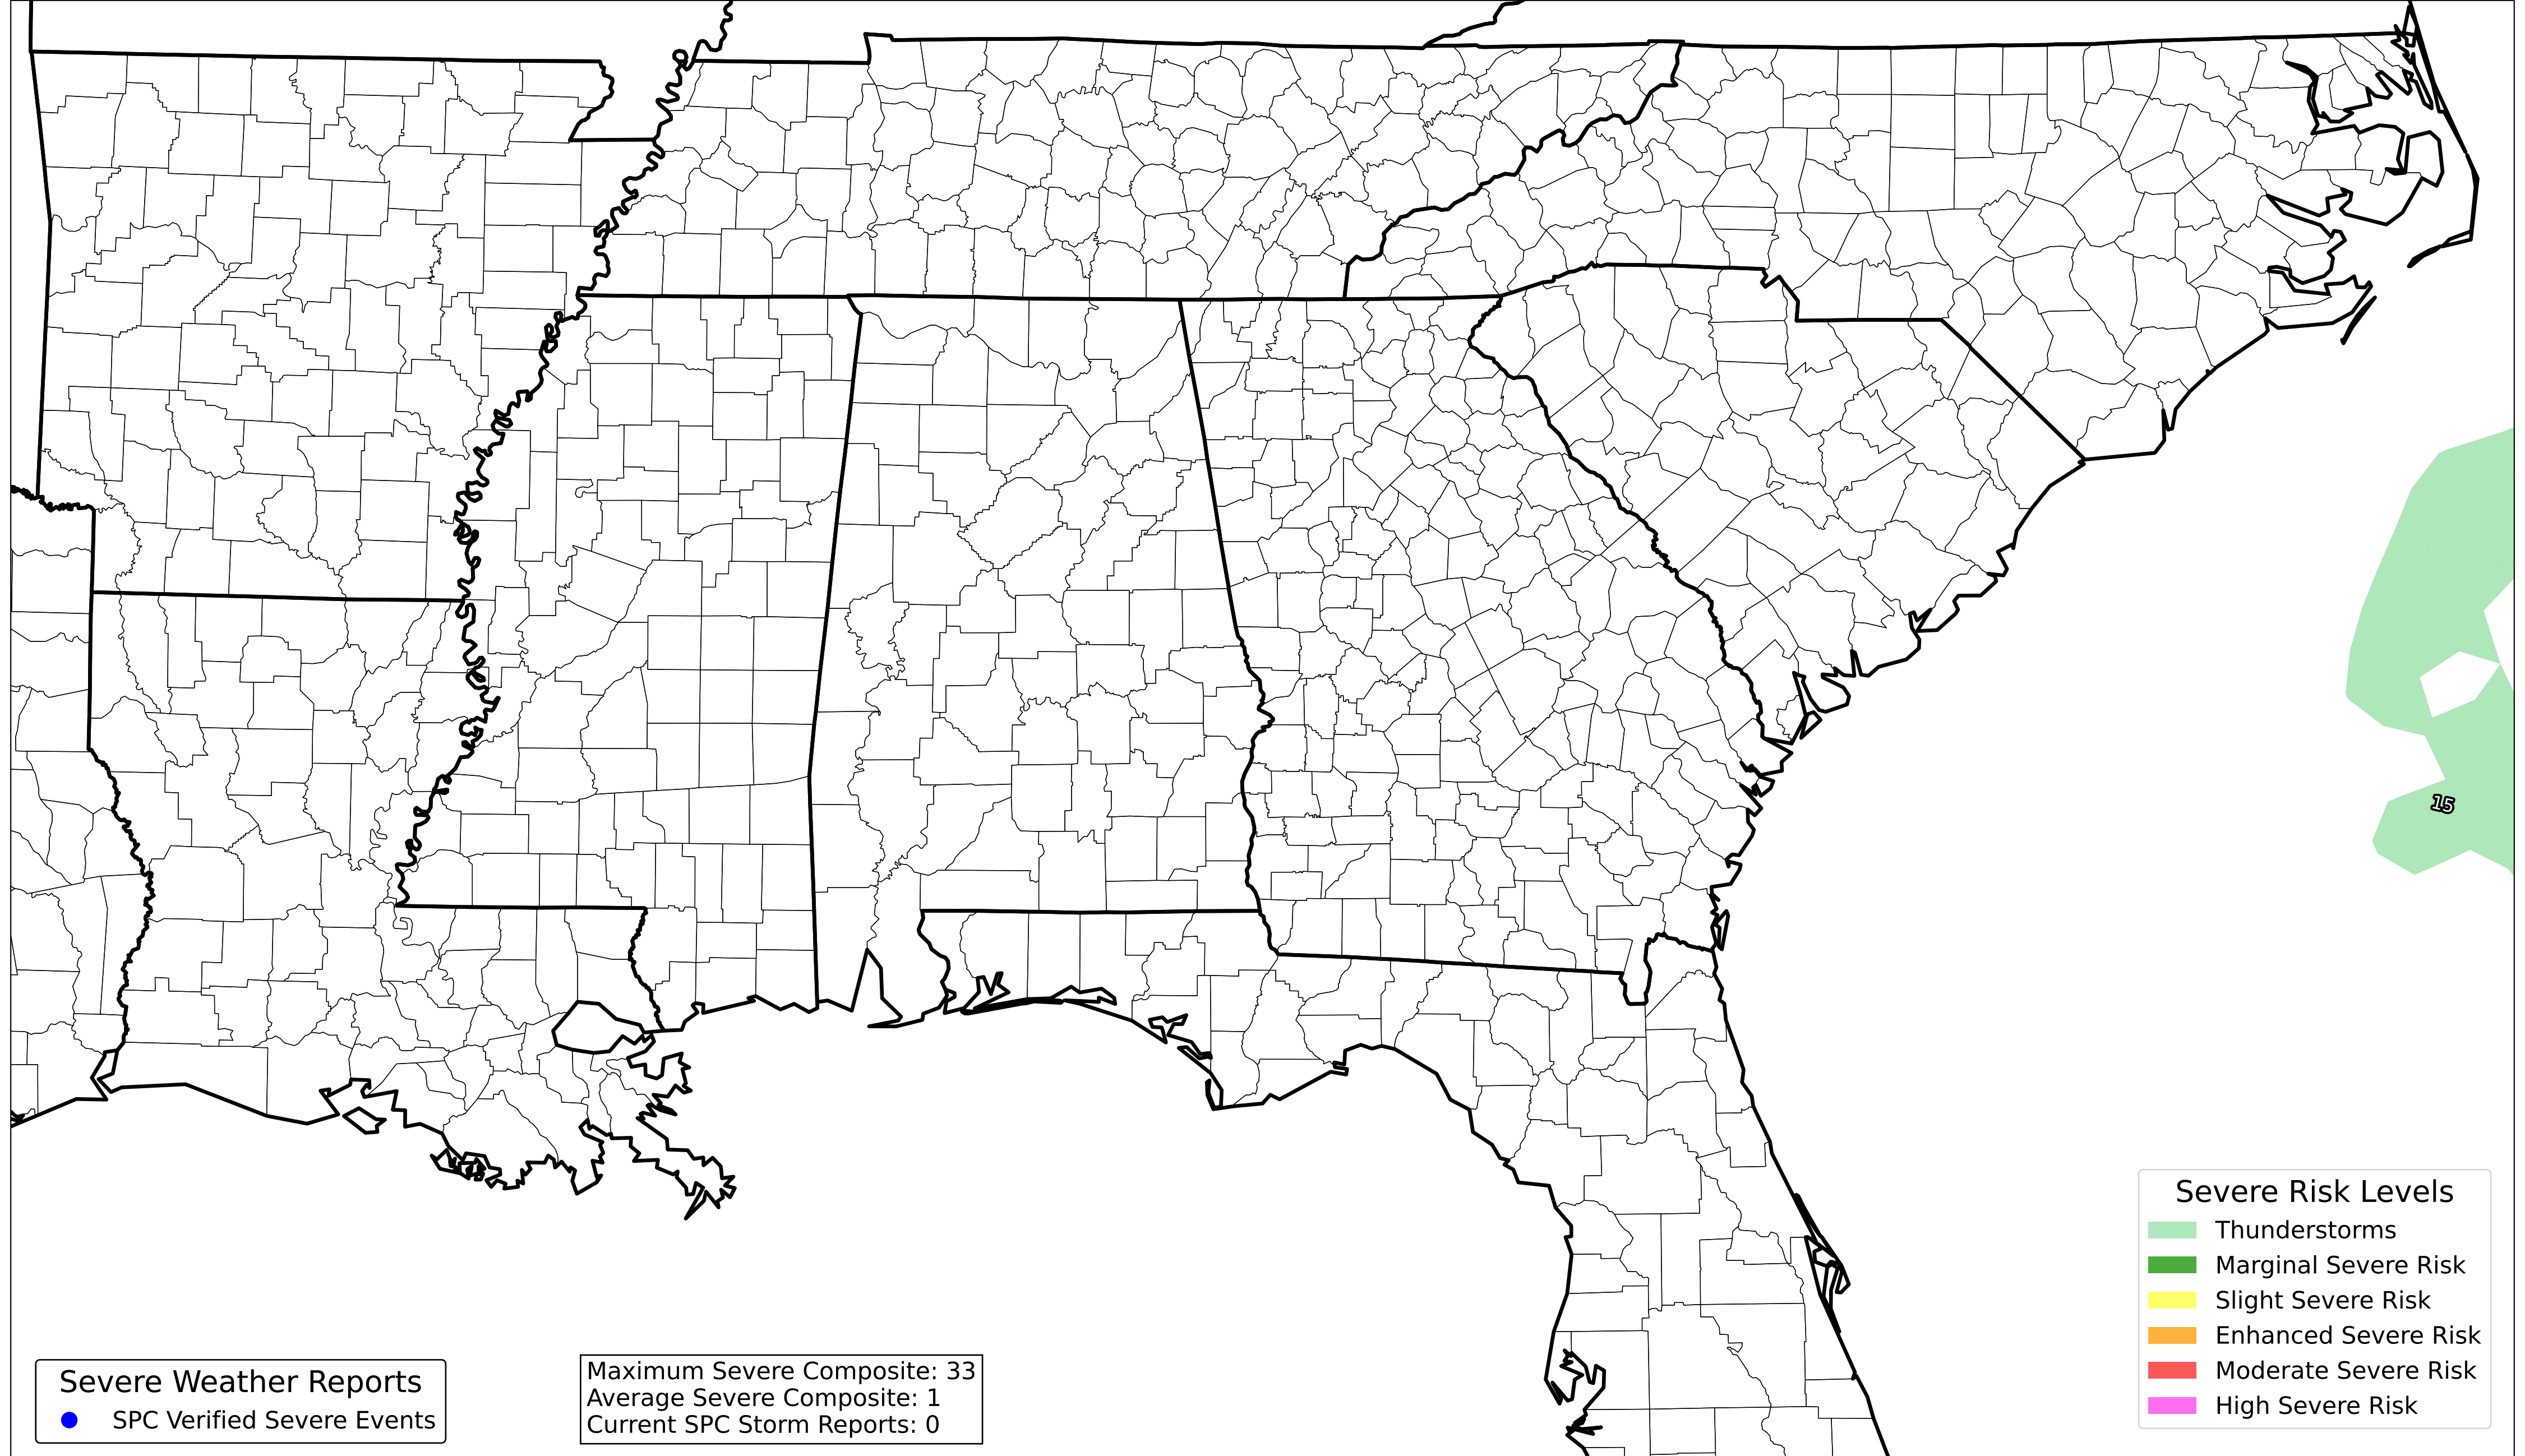 15
Severe Risk Levels
Thunderstorms
Marginal Severe Risk
Slight Severe Risk
Enhanced Severe Risk
Moderate Severe Risk
High Severe Risk
Severe Weather Reports
SPC Verified Severe Events
Maximum Severe Composite: 33
Average Severe Composite: 1
Current SPC Storm Reports: 0